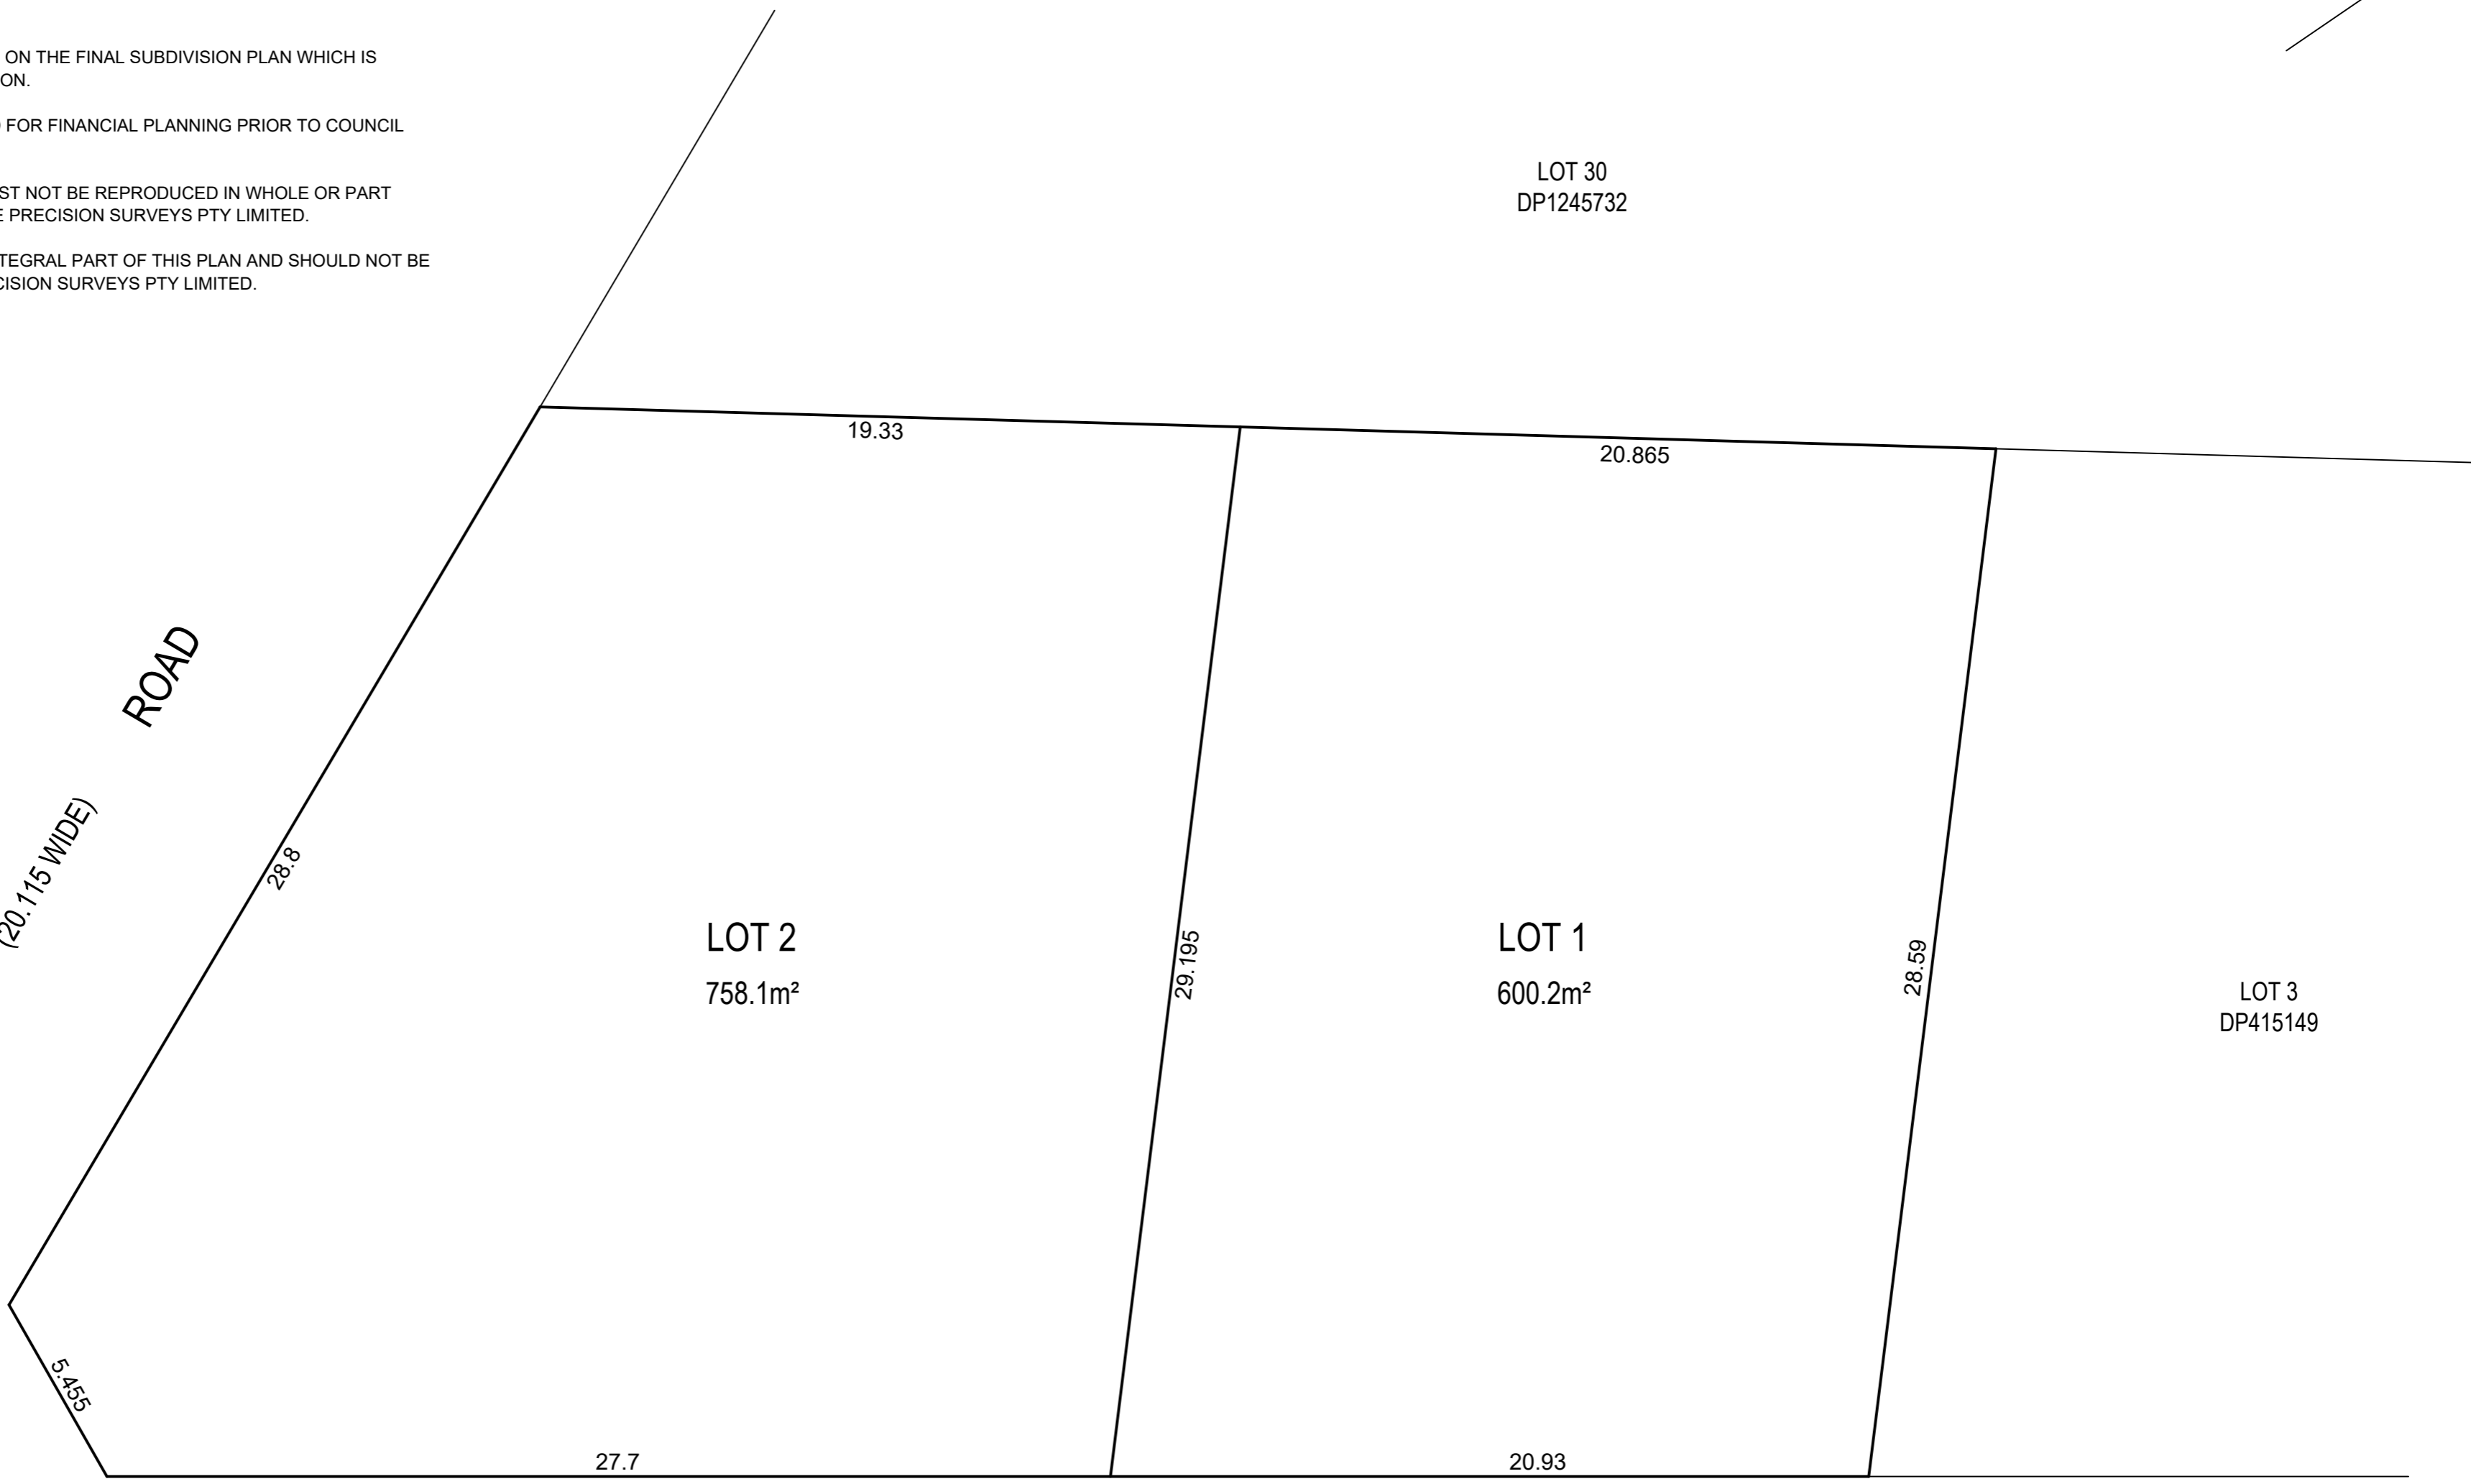 ON THE FINAL SUBDIVISION PLAN WHICH IS
ON.
FOR FINANCIAL PLANNING PRIOR TO COUNCIL
ST NOT BE REPRODUCED IN WHOLE OR PART
E PRECISION SURVEYS PTY LIMITED.
TEGRAL PART OF THIS PLAN AND SHOULD NOT BE
CISION SURVEYS PTY LIMITED.
LOT 30
DP1245732
19.33
20.865
ROAD
(20.115 WIDE)
28.8
LOT 2
758.1m²
29.195
LOT 1
600.2m²
28.59
LOT 3
DP415149
5.455
27.7
20.93